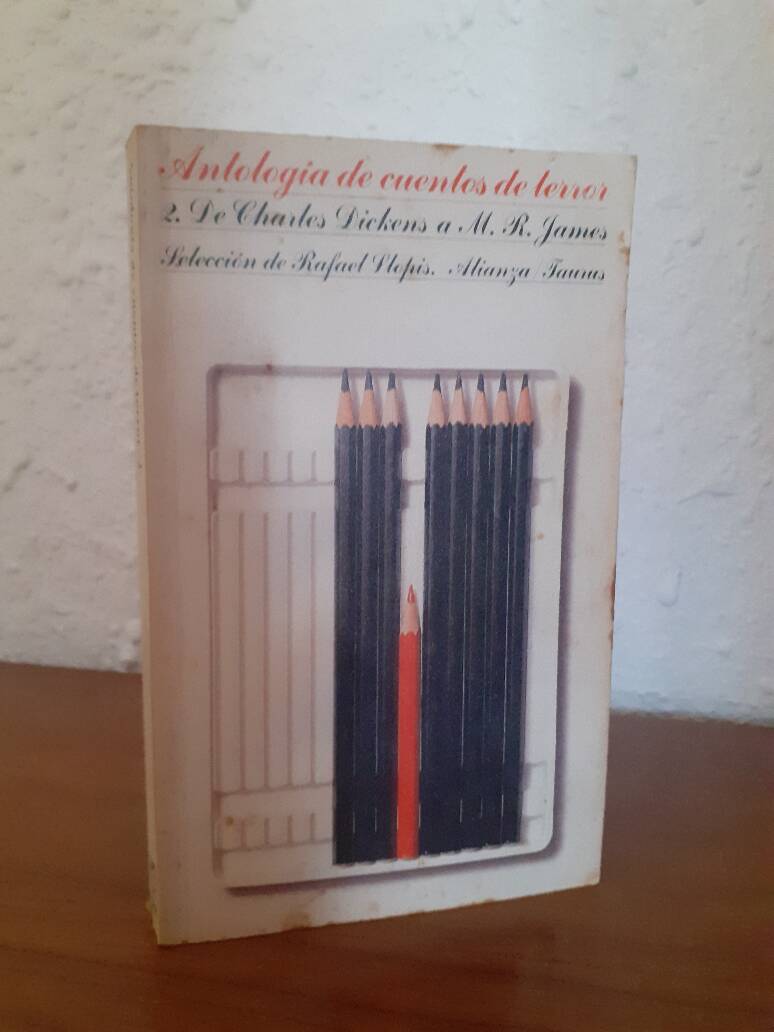 Antología de cuentos de terror
2. De Charles Dickens a M. R. James
Selección de Rafael Llopis. Alianza/Taurus